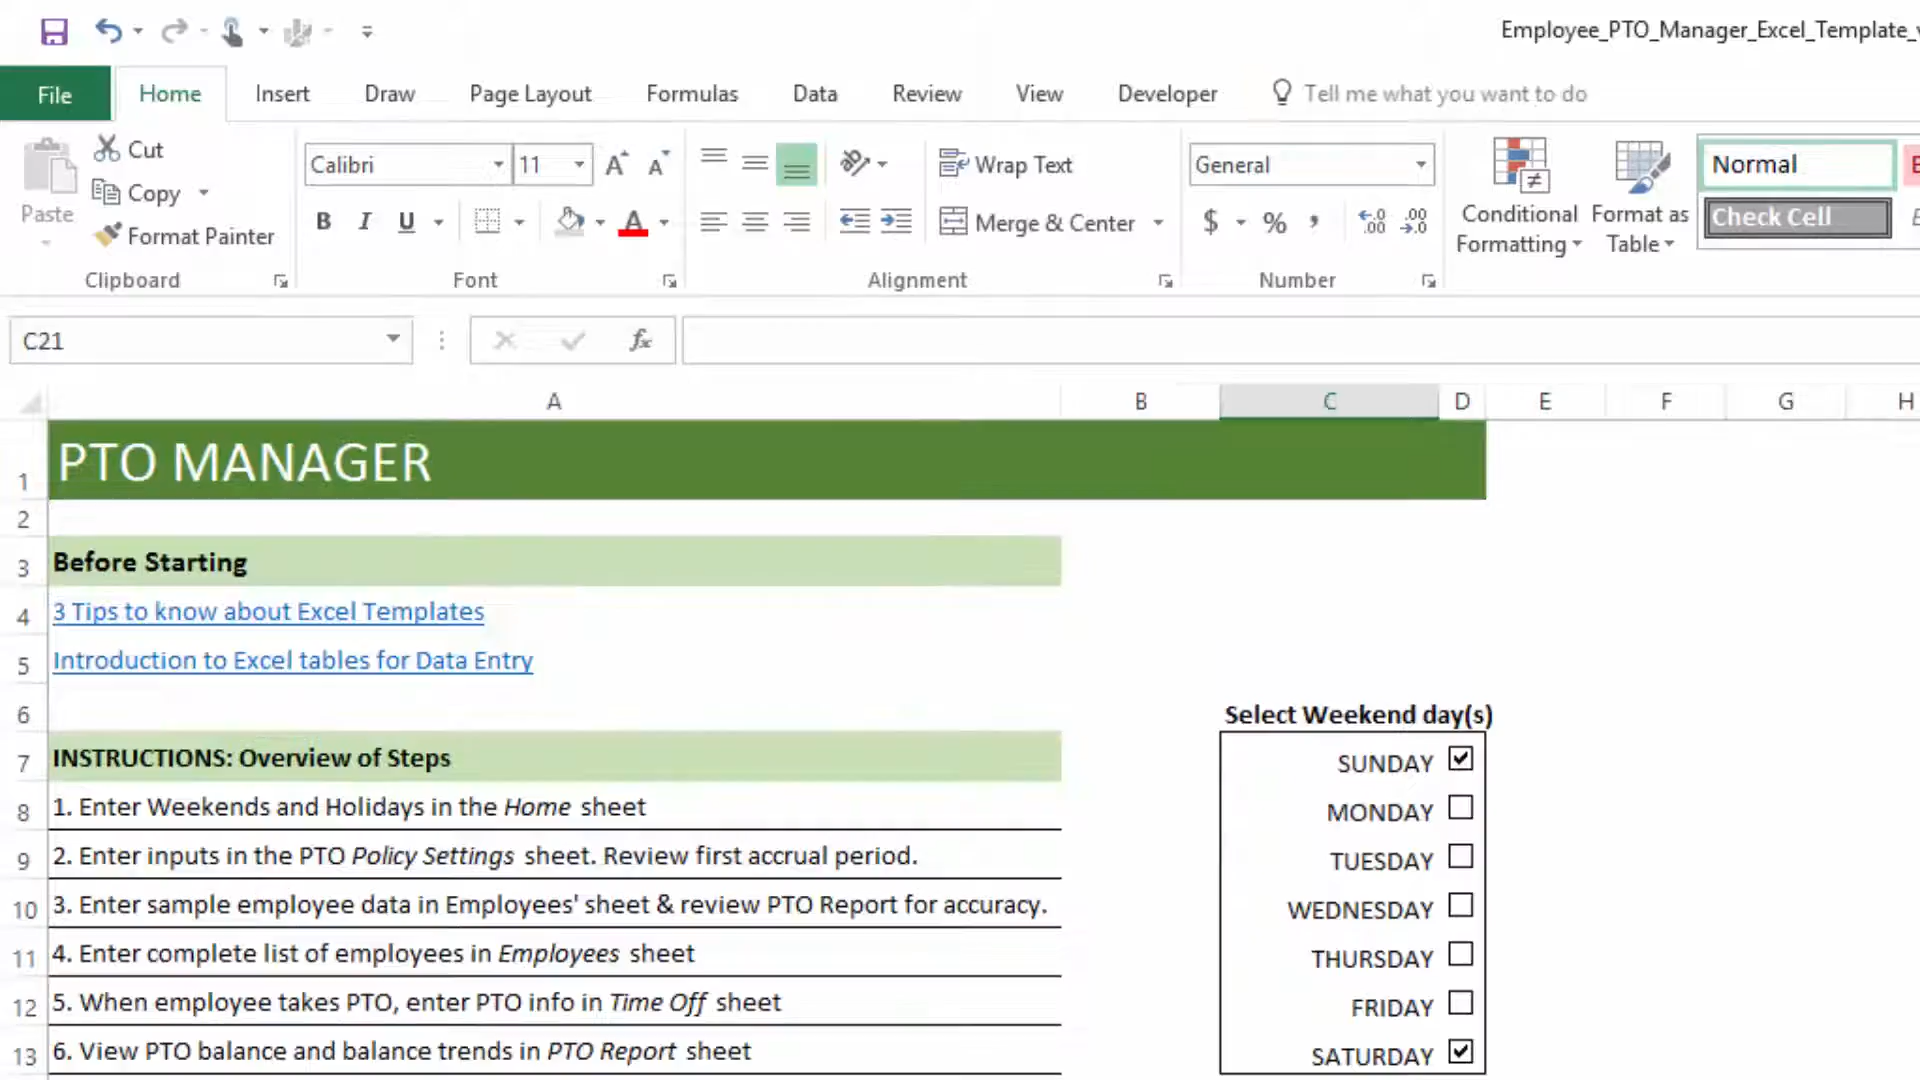 Employee_PTO_Manager_Excel_Template_
File Home Insert Draw Page Layout Formulas Data Review View Developer Tell me what you want to do
Paste
Cut
Copy
Format Painter
Clipboard
Calibri 11 A A
B I U A
Font
Wrap Text
Merge & Center
Alignment
General
$ % , .00 .00
Number
Conditional Formatting
Format as Table
Normal
Check Cell
C21 fx
A B C D E F G H
1 PTO MANAGER
2
3 Before Starting
4 3 Tips to know about Excel Templates
5 Introduction to Excel tables for Data Entry
6 Select Weekend day(s)
7 INSTRUCTIONS: Overview of Steps SUNDAY
8 1. Enter Weekends and Holidays in the Home sheet MONDAY
9 2. Enter inputs in the PTO Policy Settings sheet. Review first accrual period. TUESDAY
10 3. Enter sample employee data in Employees' sheet & review PTO Report for accuracy. WEDNESDAY
11 4. Enter complete list of employees in Employees sheet THURSDAY
12 5. When employee takes PTO, enter PTO info in Time Off sheet FRIDAY
13 6. View PTO balance and balance trends in PTO Report sheet SATURDAY